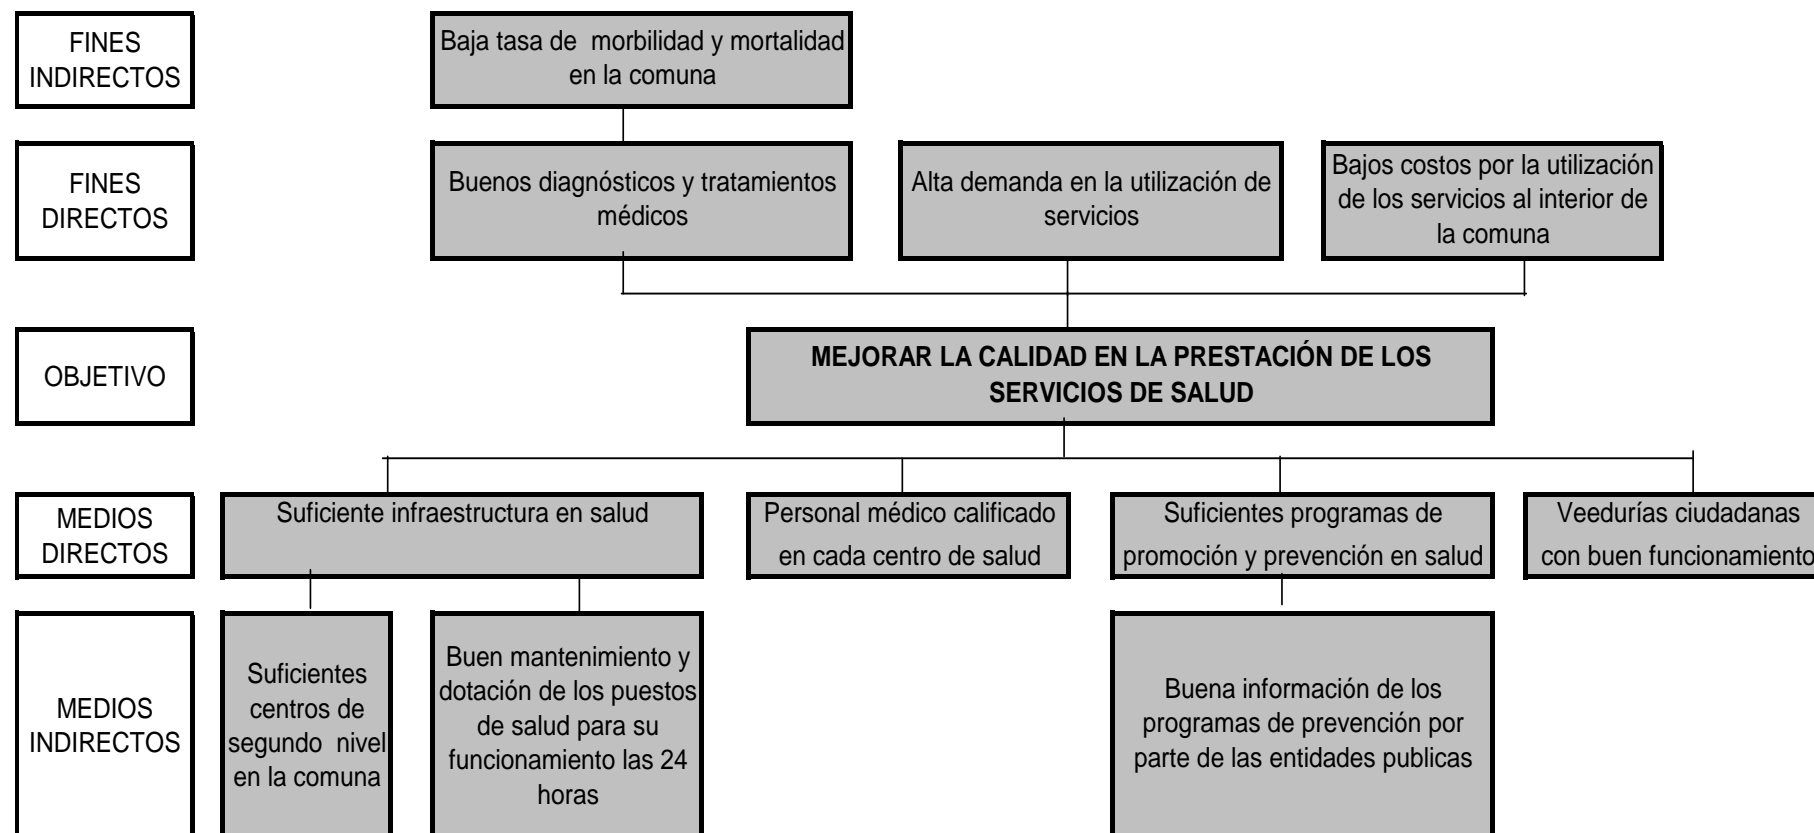 FINES
INDIRECTOS
Baja tasa de morbilidad y mortalidad
en la comuna
FINES
DIRECTOS
Buenos diagnósticos y tratamientos
médicos
Alta demanda en la utilización de
servicios
Bajos costos por la utilización
de los servicios al interior de
la comuna
OBJETIVO
MEJORAR LA CALIDAD EN LA PRESTACIÓN DE LOS
SERVICIOS DE SALUD
MEDIOS
DIRECTOS
Suficiente infraestructura en salud
Personal médico calificado
en cada centro de salud
Suficientes programas de
promoción y prevención en salud
Veedurías ciudadanas
con buen funcionamiento
MEDIOS
INDIRECTOS
Suficientes
centros de
segundo nivel
en la comuna
Buen mantenimiento y
dotación de los puestos
de salud para su
funcionamiento las 24
horas
Buena información de los
programas de prevención por
parte de las entidades publicas